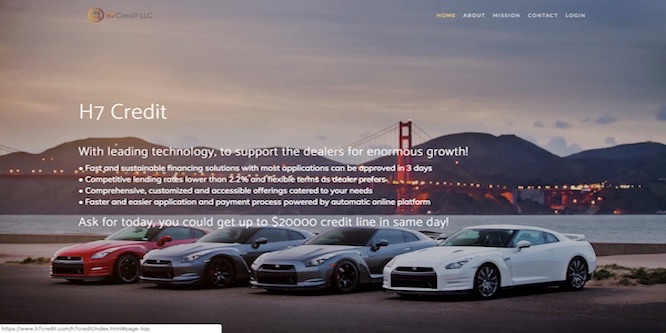 H7Credit LLC
HOME ABOUT MISSION CONTACT LOGIN
H7 Credit
With leading technology, to support the dealers for enormous growth!
• Fast and sustainable financing solutions with most applications can be approved in 3 days
• Competitive lending rates lower than 2.2% and flexible terms as dealer prefers
• Comprehensive, customized and accessible offerings catered to your needs
• Faster and easier application and payment process powered by automatic online platform
Ask for today, you could get up to $20000 credit line in same day!
https://www.h7credit.com/h7credit/index.html#page-top